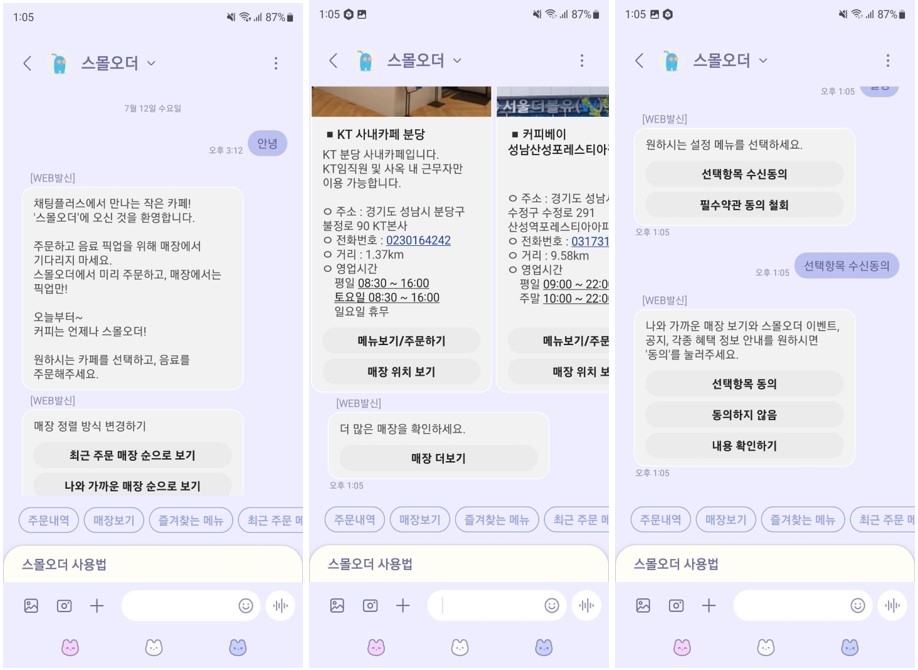 1:05
87%
스몰오더
7월 12일 수요일
안녕
오후 3:12
[WEB발신]
채팅플러스에서 만나는 작은 카페!
'스몰오더'에 오신 것을 환영합니다.
주문하고 음료 픽업을 위해 매장에서
기다리지 마세요.
스몰오더에서 미리 주문하고, 매장에서는
픽업만!
오늘부터~
커피는 언제나 스몰오더!
원하시는 카페를 선택하고, 음료를
주문해주세요.
[WEB발신]
매장 정렬 방식 변경하기
최근 주문 매장 순으로 보기
나와 가까운 매장 순으로 보기
주문내역
매장보기
즐겨찾는 메뉴
최근 주문 메
스몰오더 사용법
1:05
87%
스몰오더
■ KT 사내카페 분당
KT 분당 사내카페입니다.
KT임직원 및 사옥 내 근무자만
이용 가능합니다.
ㅇ 주소 : 경기도 성남시 분당구
불정로 90 KT본사
ㅇ 전화번호 : 0230164242
ㅇ 거리 : 1.37km
ㅇ 영업시간
평일 08:30 ~ 16:00
토요일 08:30 ~ 16:00
일요일 휴무
메뉴보기/주문하기
매장 위치 보기
서울더블유
■ 커피베이
성남산성포레스티아
ㅇ 주소 : 경기도 성남
수정구 수정로 291
산성역포레스티아아파
ㅇ 전화번호 : 031731
ㅇ 거리 : 9.58km
ㅇ 영업시간
평일 09:00 ~ 22:0
주말 10:00 ~ 22:0
메뉴보기/주문
매장 위치 보
[WEB발신]
더 많은 매장을 확인하세요.
매장 더보기
오후 1:05
주문내역
매장보기
즐겨찾는 메뉴
최근 주문 메
스몰오더 사용법
1:05
87%
스몰오더
오후 1:05
[WEB발신]
원하시는 설정 메뉴를 선택하세요.
선택항목 수신동의
필수약관 동의 철회
오후 1:05
오후 1:05
선택항목 수신동의
[WEB발신]
나와 가까운 매장 보기와 스몰오더 이벤트,
공지, 각종 혜택 정보 안내를 원하시면
'동의'를 눌러주세요.
선택항목 동의
동의하지 않음
내용 확인하기
오후 1:05
주문내역
매장보기
즐겨찾는 메뉴
최근 주문 메
스몰오더 사용법